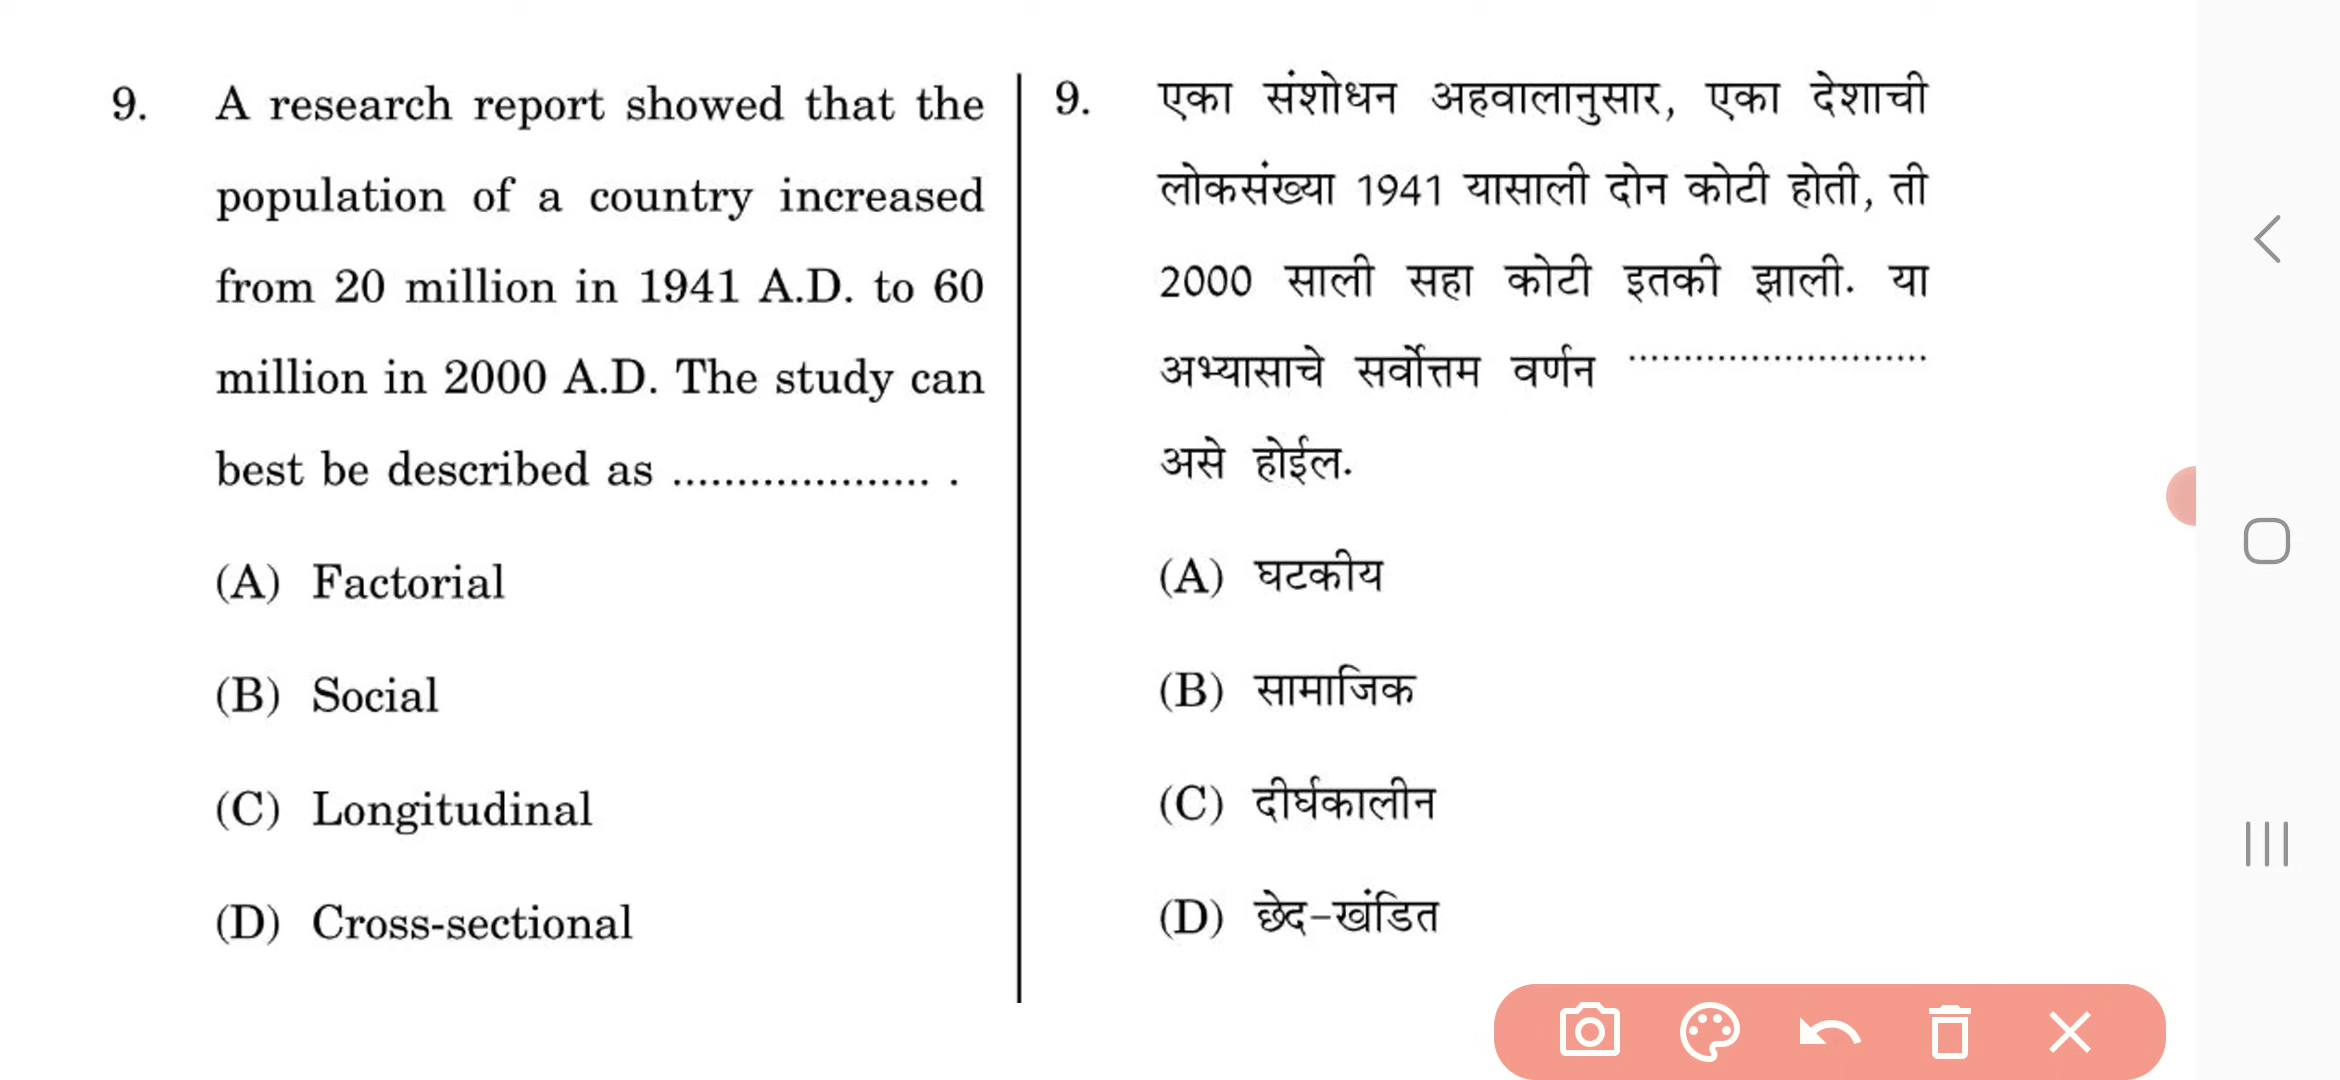 9. A research report showed that the
population of a country increased
from 20 million in 1941 A.D. to 60
million in 2000 A.D. The study can
best be described as .................... .
(A) Factorial
(B) Social
(C) Longitudinal
(D) Cross-sectional
9. एका संशोधन अहवालानुसार, एका देशाची
लोकसंख्या 1941 यासाली दोन कोटी होती, ती
2000 साली सहा कोटी इतकी झाली. या
अभ्यासाचे सर्वोत्तम वर्णन ...........................
असे होईल.
(A) घटकीय
(B) सामाजिक
(C) दीर्घकालीन
(D) छेद-खंडित